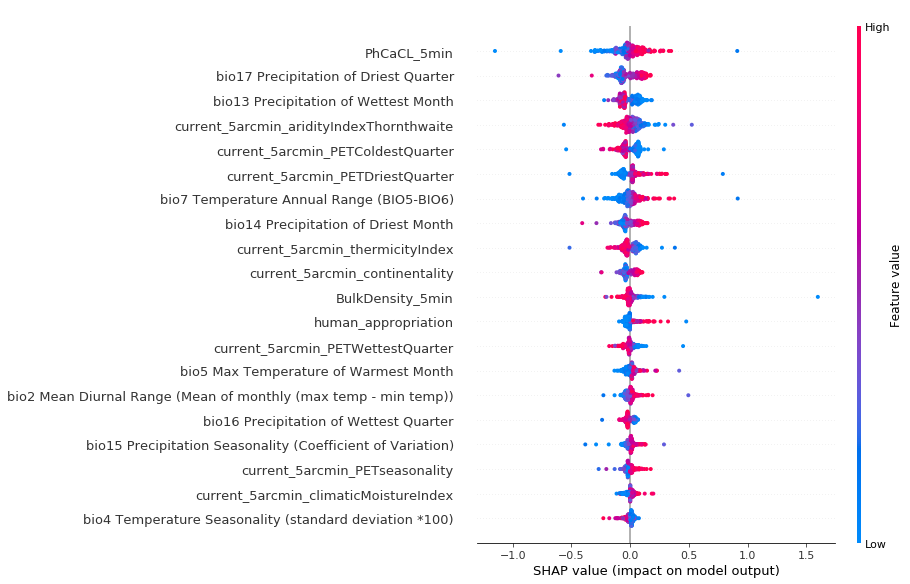 High
PhCaCL_5min
bio17 Precipitation of Driest Quarter
bio13 Precipitation of Wettest Month
current_5arcmin_aridityIndexThornthwaite
current_5arcmin_PETColdestQuarter
current_5arcmin_PETDriestQuarter
bio7 Temperature Annual Range (BIO5-BIO6)
bio14 Precipitation of Driest Month
current_5arcmin_thermicityIndex
current_5arcmin_continentality
BulkDensity_5min
human_appropriation
current_5arcmin_PETWettestQuarter
bio5 Max Temperature of Warmest Month
bio2 Mean Diurnal Range (Mean of monthly (max temp - min temp))
bio16 Precipitation of Wettest Quarter
bio15 Precipitation Seasonality (Coefficient of Variation)
current_5arcmin_PETseasonality
current_5arcmin_climaticMoistureIndex
bio4 Temperature Seasonality (standard deviation *100)
Feature value
Low
−1.0 −0.5 0.0 0.5 1.0 1.5
SHAP value (impact on model output)